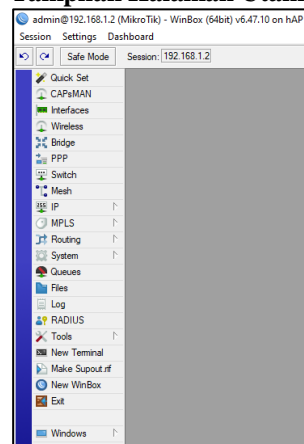 admin@192.168.1.2 (MikroTik) - WinBox (64bit) v6.47.10 on hAP
Session Settings Dashboard
Safe Mode Session: 192.168.1.2
Quick Set
CAPsMAN
Interfaces
Wireless
Bridge
PPP
Switch
Mesh
IP
MPLS
Routing
System
Queues
Files
Log
RADIUS
Tools
New Terminal
Make Supout.rif
New WinBox
Exit
Windows